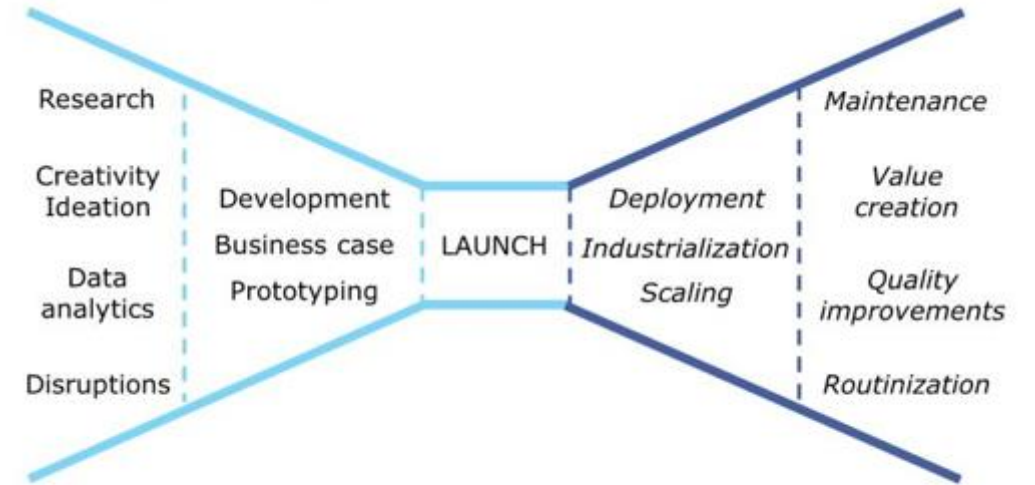 Research
Creativity
Ideation
Data
analytics
Disruptions
Development
Business case
Prototyping
LAUNCH
Deployment
Industrialization
Scaling
Maintenance
Value
creation
Quality
improvements
Routinization